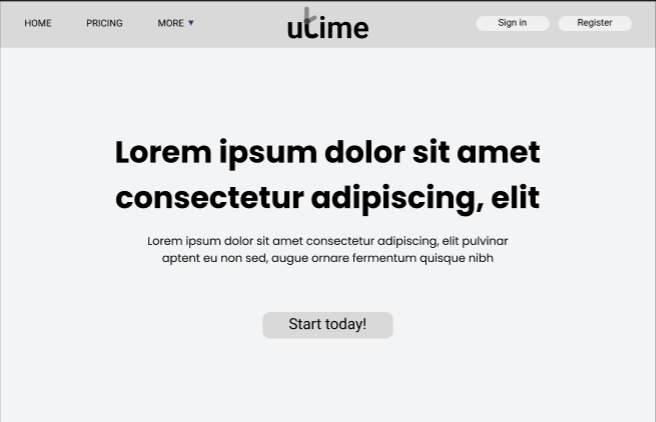 HOME PRICING MORE ▼ utime Sign in Register
Lorem ipsum dolor sit amet
consectetur adipiscing, elit
Lorem ipsum dolor sit amet consectetur adipiscing, elit pulvinar
aptent eu non sed, augue ornare fermentum quisque nibh
Start today!